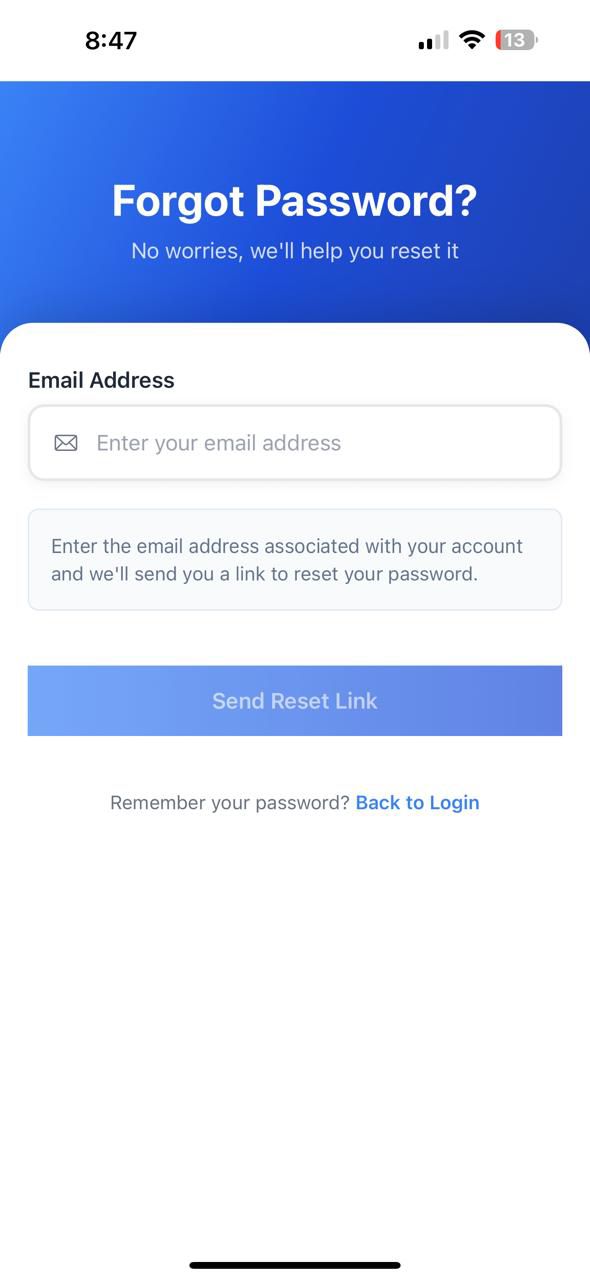 8:47
13
Forgot Password?
No worries, we'll help you reset it
Email Address
Enter your email address
Enter the email address associated with your account
and we'll send you a link to reset your password.
Send Reset Link
Remember your password? Back to Login